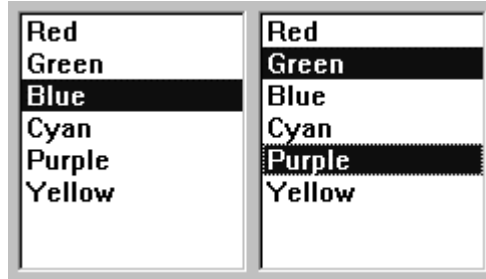 Red
Green
Blue
Cyan
Purple
Yellow
Red
Green
Blue
Cyan
Purple
Yellow